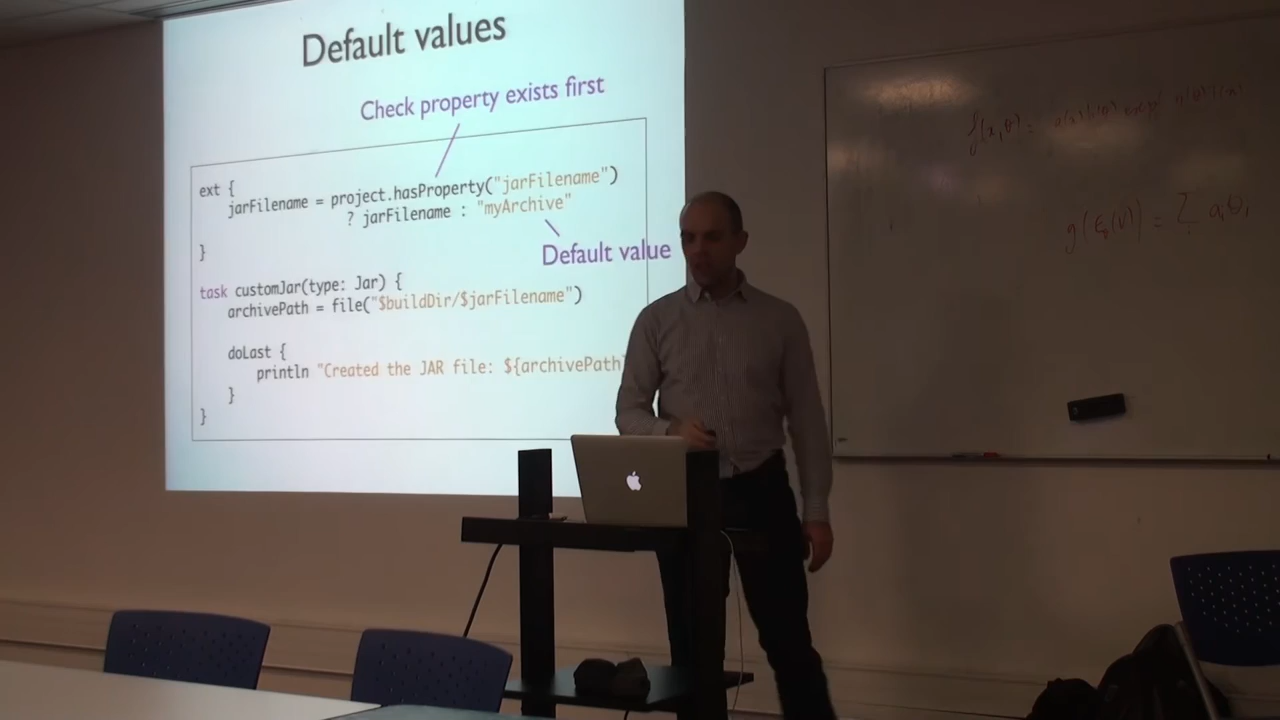 Default values
Check property exists first
ext {
jarFilename = project.hasProperty("jarFilename")
? jarFilename : "myArchive"
}
Default value
task customJar(type: Jar) {
archivePath = file("$buildDir/$jarFilename")
doLast {
println "Created the JAR file: ${archivePath
}
}
f(x,θ) =
g(ξ(υ)) = Σ aᵢθᵢ